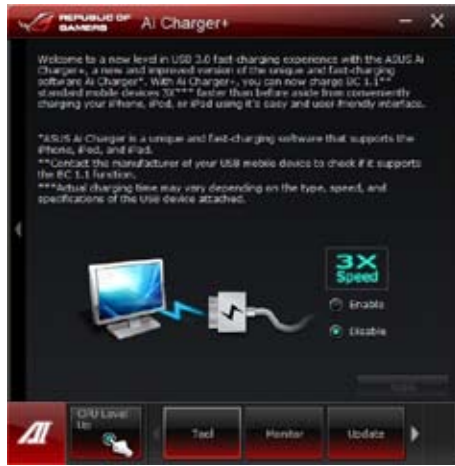 REPUBLIC OF
GAMERS
Ai Charger+
Welcome to a new level in USB 3.0 fast-charging experience with the ASUS Ai
Charger+, a new and improved version of the unique and fast-charging
software Ai Charger*. With Ai Charger+, you can now charge BC 1.1**
standard mobile devices 3X*** faster than before aside from conveniently
charging your iPhone, iPod, or iPad using it's easy and user friendly interface.
*ASUS Ai Charger is a unique and fast-charging software that supports the
iPhone, iPod, and iPad.
**Contact the manufacturer of your USB mobile device to check if it supports
the BC 1.1 function.
***Actual charging time may vary depending on the type, speed, and
specifications of the USB device attached.
3X
Speed
Enable
Disable
CPU Level
Up
Tool
Monitor
Update